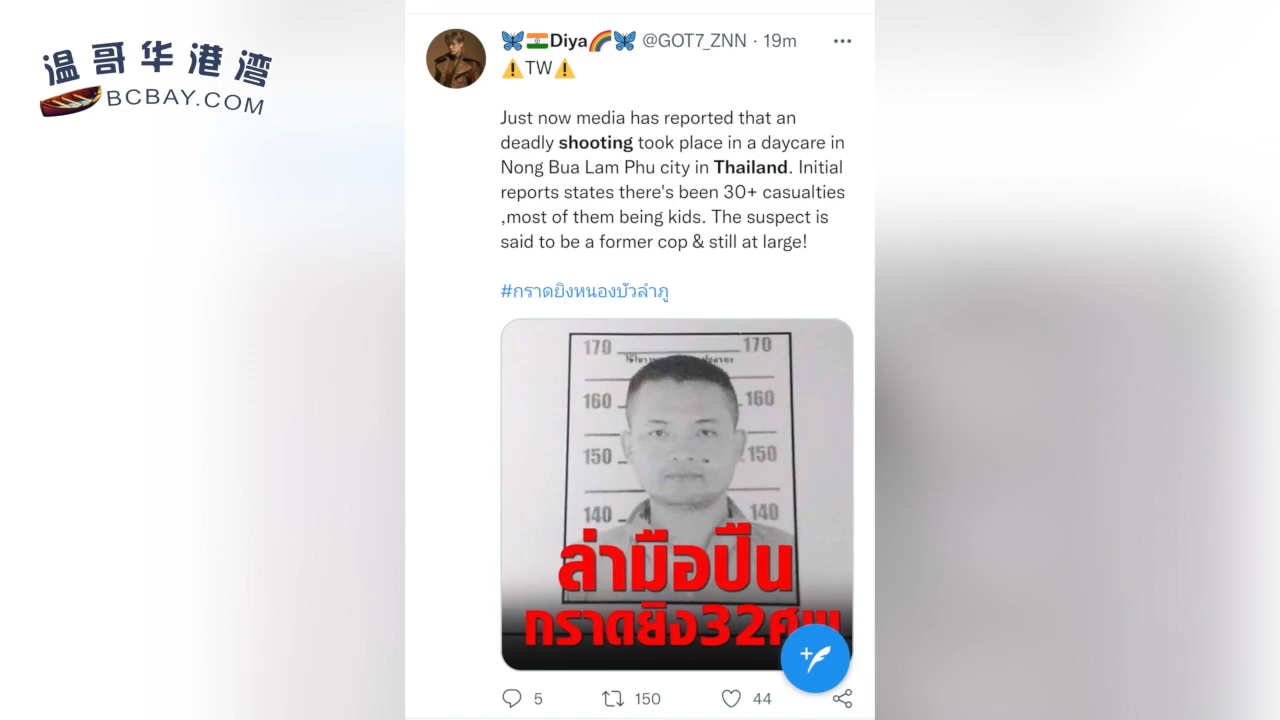 温哥华港湾
BCBAY.COM
Diya @GOT7_ZNN · 19m
TW
Just now media has reported that an
deadly shooting took place in a daycare in
Nong Bua Lam Phu city in Thailand. Initial
reports states there's been 30+ casualties
,most of them being kids. The suspect is
said to be a former cop & still at large!
#กราดยิงหนองบัวลำภู
170 170
160 160
150 150
140 140
ล่ามือปืน
กราดยิง32
5 150 44